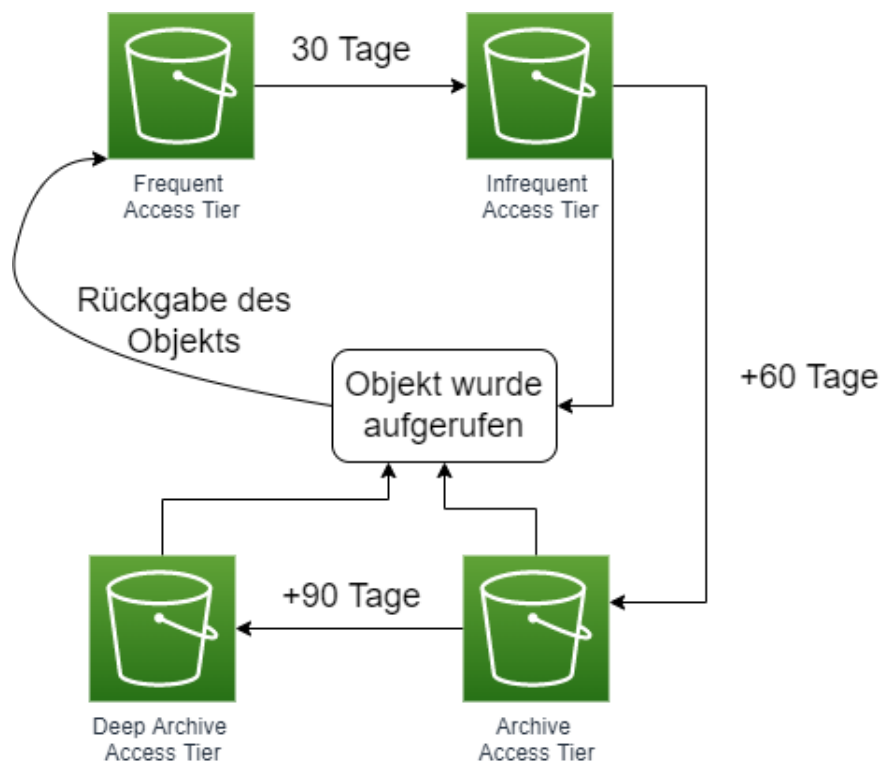 30 Tage
Frequent
Access Tier
Infrequent
Access Tier
Rückgabe des
Objekts
Objekt wurde
aufgerufen
+60 Tage
+90 Tage
Deep Archive
Access Tier
Archive
Access Tier